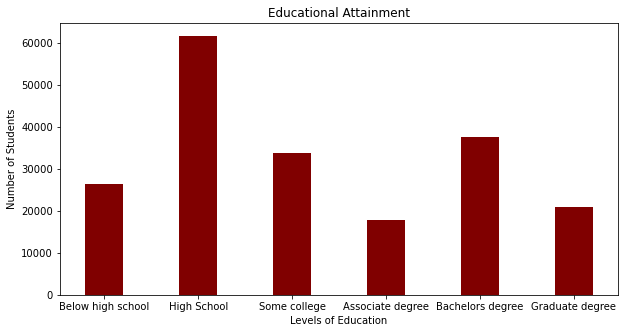 Educational Attainment
Number of Students
60000
50000
40000
30000
20000
10000
0
Below high school High School Some college Associate degree Bachelors degree Graduate degree
Levels of Education